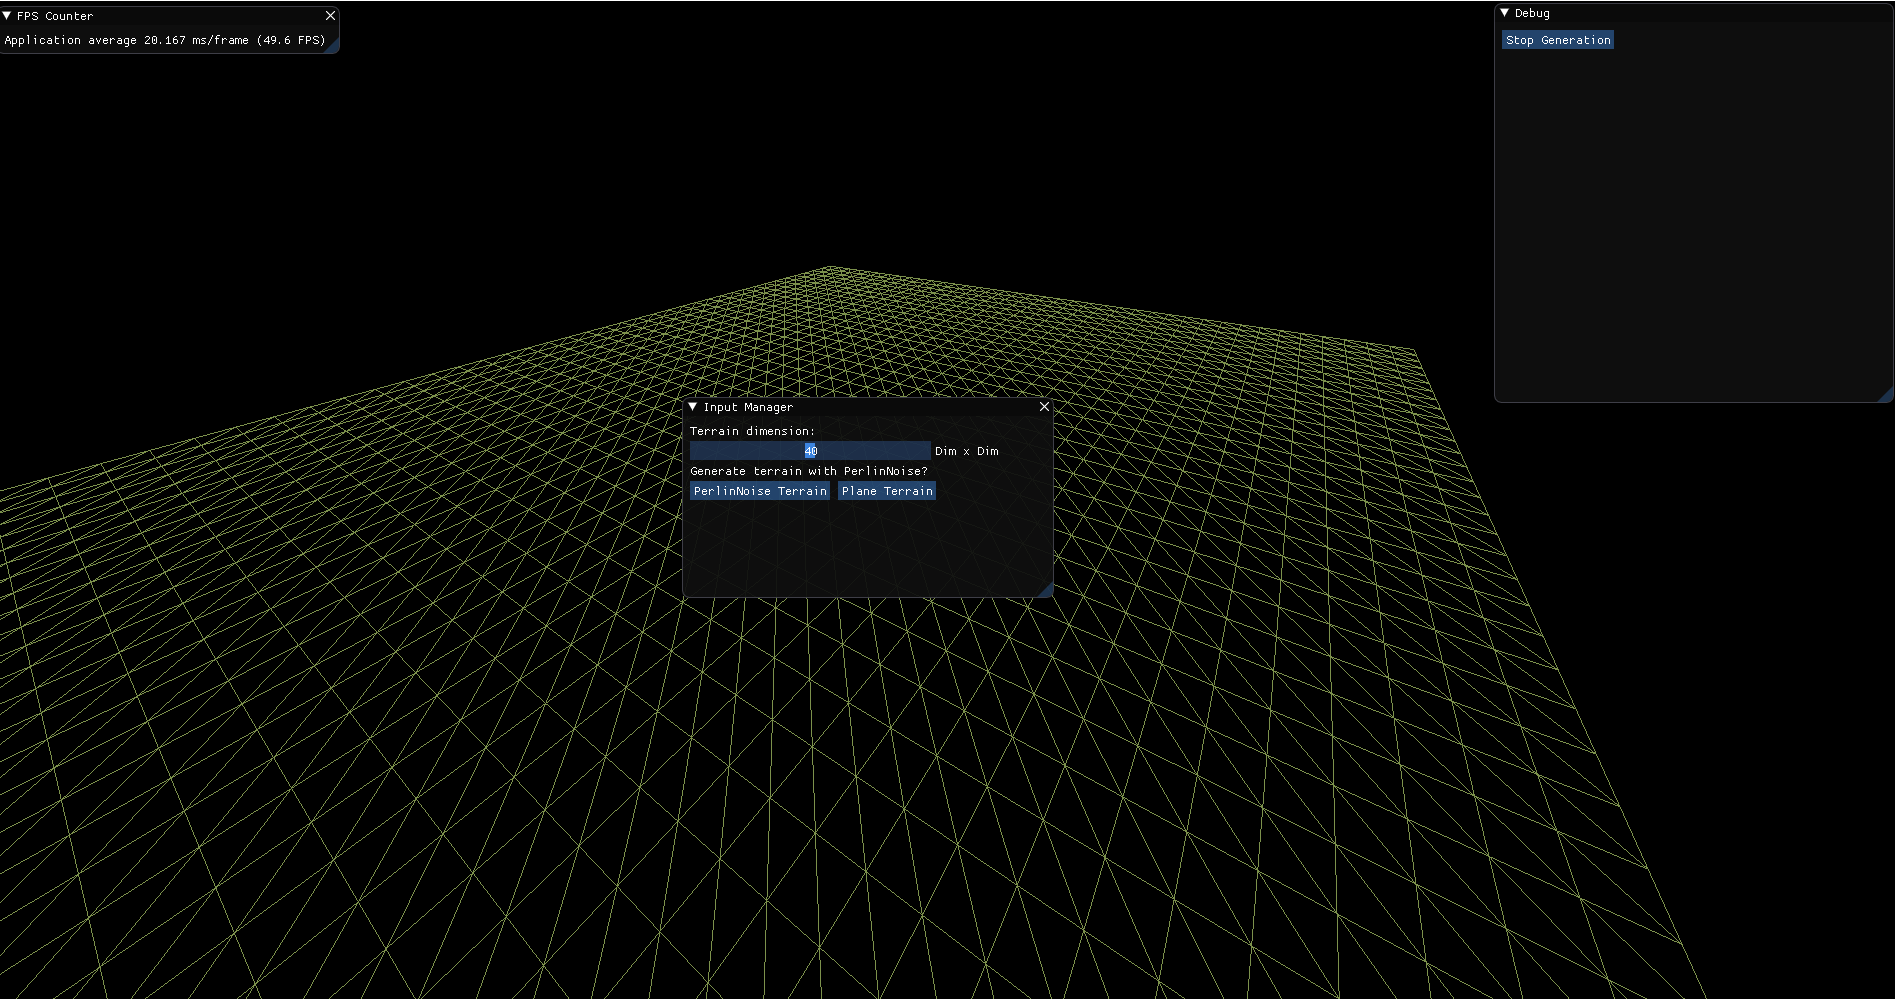 FPS Counter
Application average 20.167 ms/frame (49.6 FPS)
Debug
Stop Generation
Input Manager
Terrain dimension:
40 Dim x Dim
Generate terrain with PerlinNoise?
PerlinNoise Terrain Plane Terrain